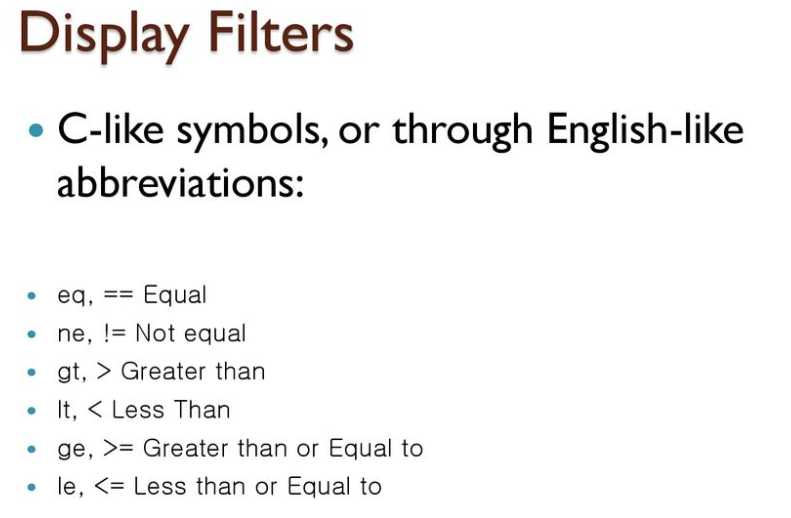 Display Filters
• C-like symbols, or through English-like
abbreviations:
• eq, == Equal
• ne, != Not equal
• gt, > Greater than
• lt, < Less Than
• ge, >= Greater than or Equal to
• le, <= Less than or Equal to